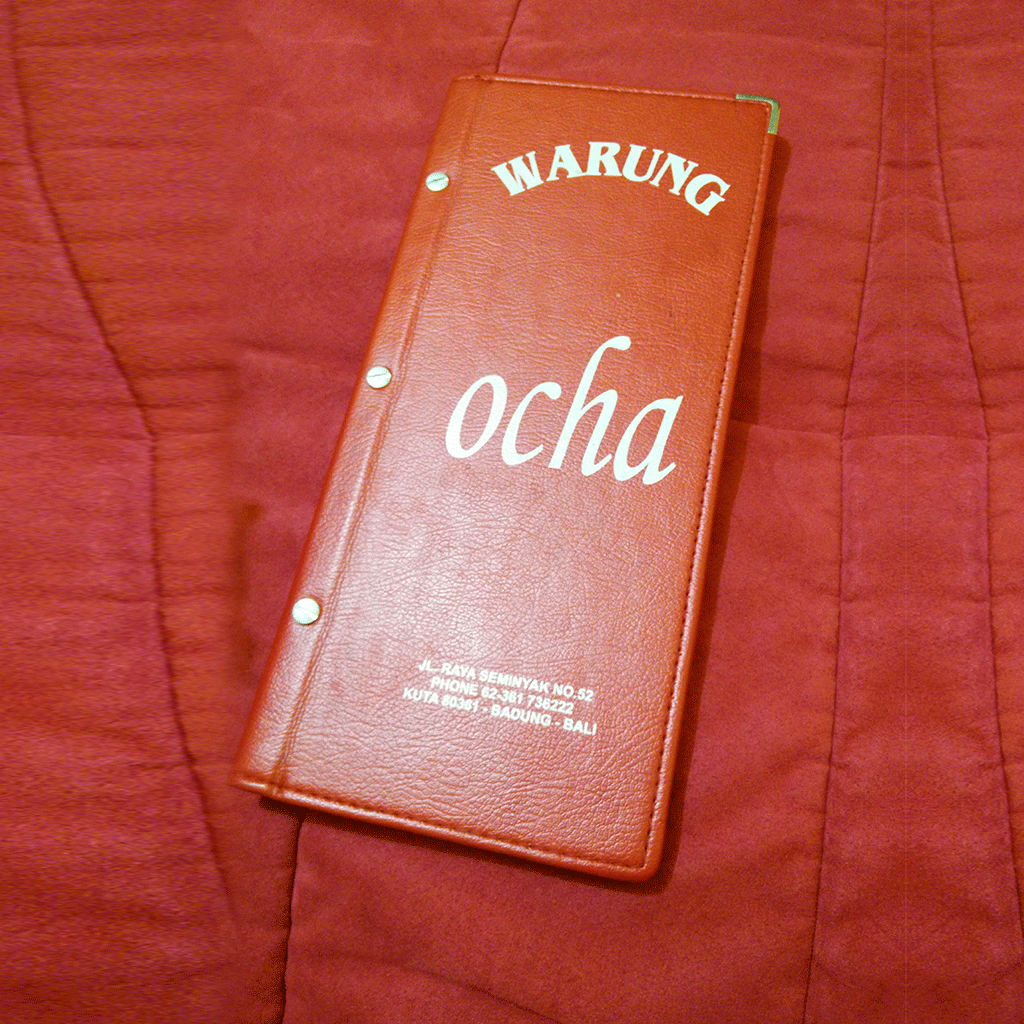 WARUNG
ocha
JL. RAYA SEMINYAK NO.52
PHONE 62-361 736222
KUTA 80361 - BADUNG - BALI